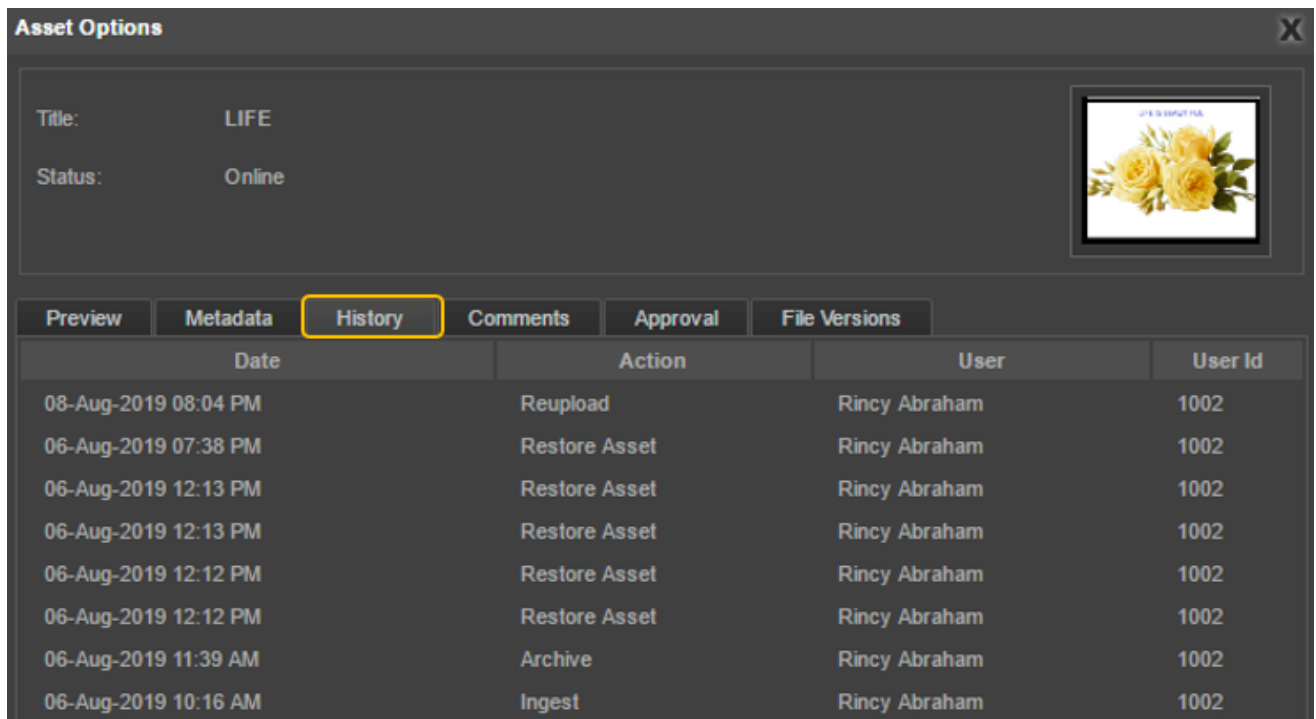 Asset Options X
Title: LIFE
Status: Online
Preview Metadata History Comments Approval File Versions
Date Action User User Id
08-Aug-2019 08:04 PM Reupload Rincy Abraham 1002
06-Aug-2019 07:38 PM Restore Asset Rincy Abraham 1002
06-Aug-2019 12:13 PM Restore Asset Rincy Abraham 1002
06-Aug-2019 12:13 PM Restore Asset Rincy Abraham 1002
06-Aug-2019 12:12 PM Restore Asset Rincy Abraham 1002
06-Aug-2019 12:12 PM Restore Asset Rincy Abraham 1002
06-Aug-2019 11:39 AM Archive Rincy Abraham 1002
06-Aug-2019 10:16 AM Ingest Rincy Abraham 1002